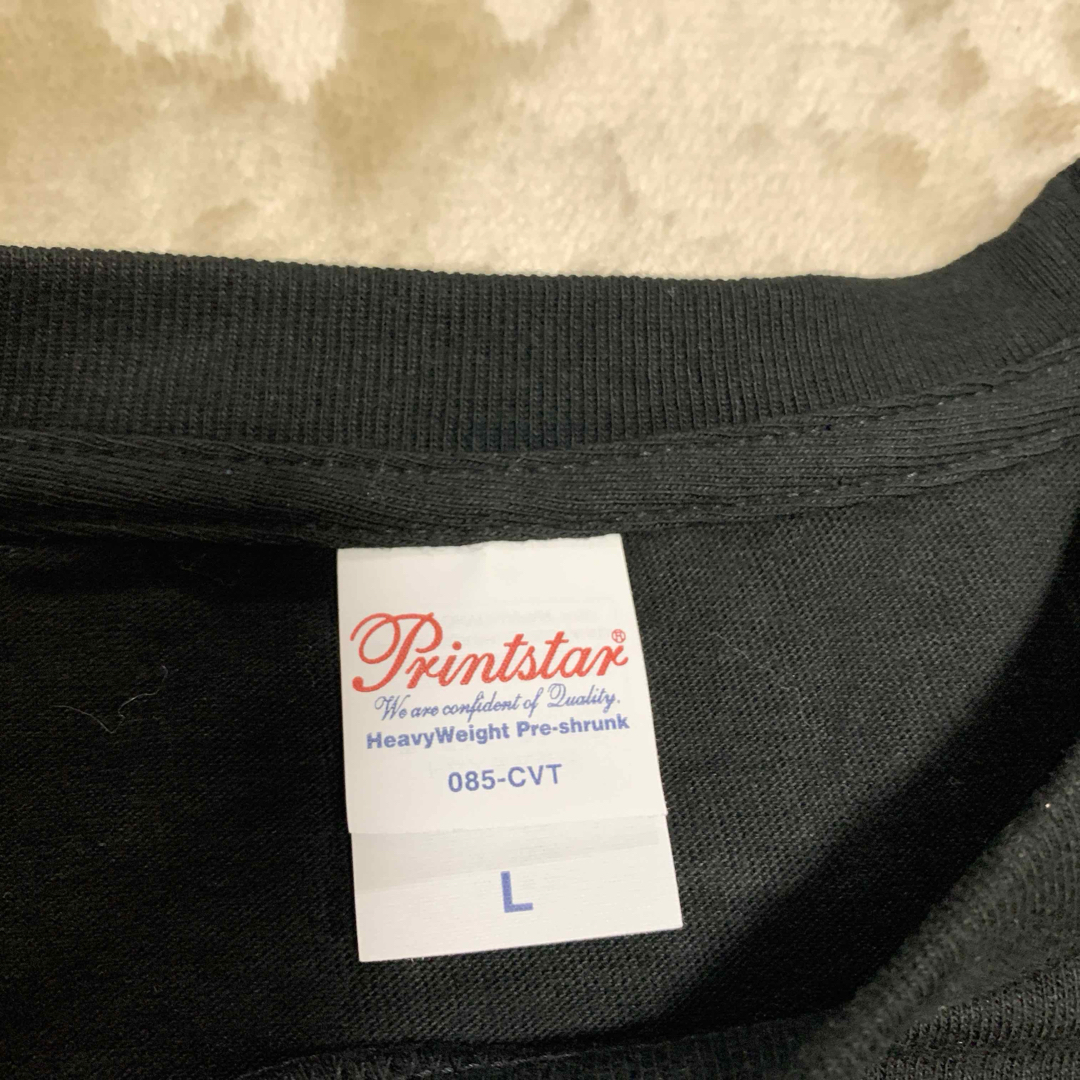 Printstar®
We are confident of Quality.
HeavyWeight Pre-shrunk
085-CVT
L